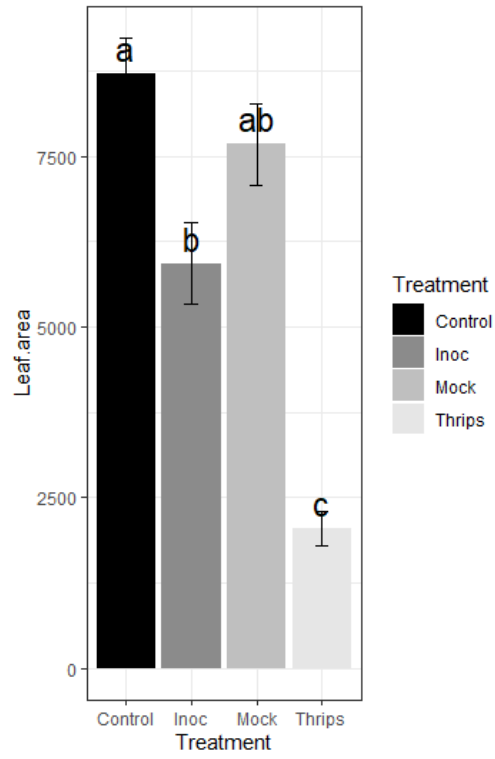 a
ab
b
c
7500
5000
2500
0
Leaf.area
Control Inoc Mock Thrips
Treatment
Treatment
Control
Inoc
Mock
Thrips